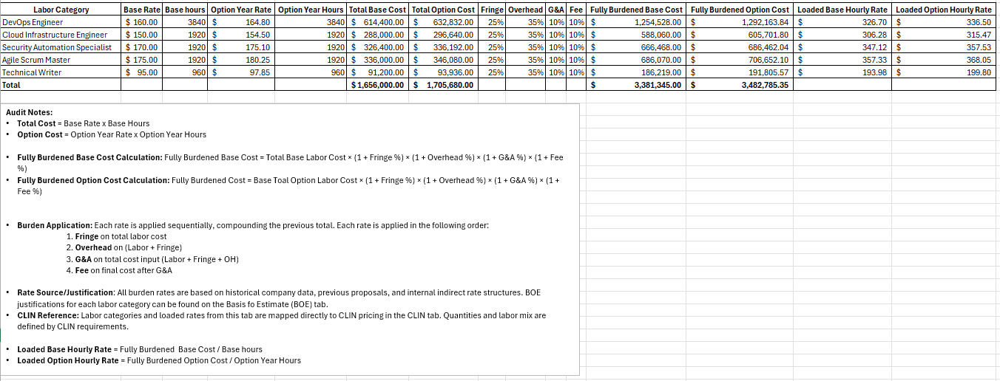 Labor Category Base Rate Base hours Option Year Rate Option Year Hours Total Base Cost Total Option Cost Fringe Overhead G&A Fee Fully Burdened Base Cost Fully Burdened Option Cost Loaded Base Hourly Rate Loaded Option Hourly Rate
DevOps Engineer $ 160.00 3840 $ 164.80 3840 $ 614,400.00 $ 632,832.00 25% 35% 10% 10% $ 1,254,528.00 $ 1,292,163.84 $ 326.70 $ 336.50
Cloud Infrastructure Engineer $ 150.00 1920 $ 154.50 1920 $ 288,000.00 $ 296,640.00 25% 35% 10% 10% $ 588,060.00 $ 605,701.80 $ 306.28 $ 315.47
Security Automation Specialist $ 170.00 1920 $ 175.10 1920 $ 326,400.00 $ 336,192.00 25% 35% 10% 10% $ 666,468.00 $ 686,462.04 $ 347.12 $ 357.53
Agile Scrum Master $ 175.00 1920 $ 180.25 1920 $ 336,000.00 $ 346,080.00 25% 35% 10% 10% $ 686,070.00 $ 706,652.10 $ 357.33 $ 368.05
Technical Writer $ 95.00 960 $ 97.85 960 $ 91,200.00 $ 93,936.00 25% 35% 10% 10% $ 186,219.00 $ 191,805.57 $ 193.98 $ 199.80
Total $ 1,656,000.00 $ 1,705,680.00 $ 3,381,345.00 $ 3,482,785.35
Audit Notes:
• Total Cost = Base Rate x Base Hours
• Option Cost = Option Year Rate x Option Year Hours
• Fully Burdened Base Cost Calculation: Fully Burdened Base Cost = Total Base Labor Cost × (1 + Fringe %) × (1 + Overhead %) × (1 + G&A %) × (1 + Fee
%)
• Fully Burdened Option Cost Calculation: Fully Burdened Cost = Base Toal Option Labor Cost × (1 + Fringe %) × (1 + Overhead %) × (1 + G&A %) × (1 +
Fee %)
• Burden Application: Each rate is applied sequentially, compounding the previous total. Each rate is applied in the following order:
1. Fringe on total labor cost
2. Overhead on (Labor + Fringe)
3. G&A on total cost input (Labor + Fringe + OH)
4. Fee on final cost after G&A
• Rate Source/Justification: All burden rates are based on historical company data, previous proposals, and internal indirect rate structures. BOE
justifications for each labor category can be found on the Basis fo Estimate (BOE) tab.
• CLIN Reference: Labor categories and loaded rates from this tab are mapped directly to CLIN pricing in the CLIN tab. Quantities and labor mix are
defined by CLIN requirements.
• Loaded Base Hourly Rate = Fully Burdened Base Cost / Base hours
• Loaded Option Hourly Rate = Fully Burdened Option Cost / Option Year Hours